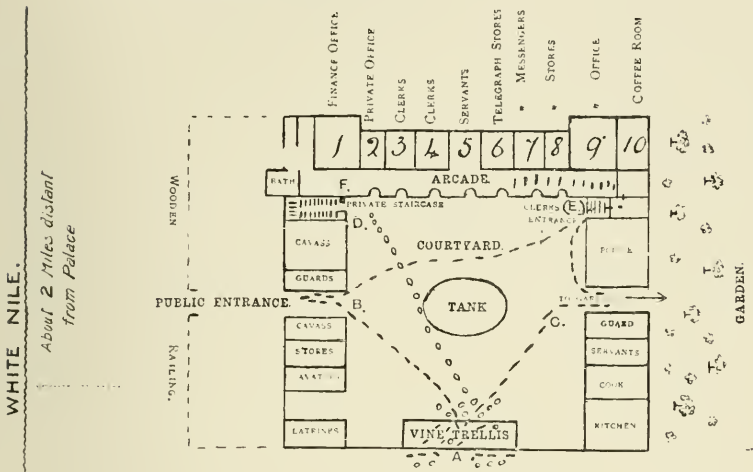 WHITE NILE.
About 2 Miles distant
from Palace
WOODEN
RAILING.
FINANCE OFFICE
PRIVATE OFFICE
CLERKS
CLERKS
SERVANTS
TELEGRAPH STORES
" MESSENGERS
" STORES
" OFFICE
COFFEE ROOM
1 2 3 4 5 6 7 8 9 10
BATH
F.
ARCADE.
PRIVATE STAIRCASE
CLERKS (E.)
ENTRANCE
D.
CAVASS
COURTYARD.
GUARDS
PUBLIC ENTRANCE.
B.
TANK
C.
CAVASS
GUARD
STORES
SERVANTS
COOK
LATRINES
VINE TRELLIS
KITCHEN
A
GARDEN.